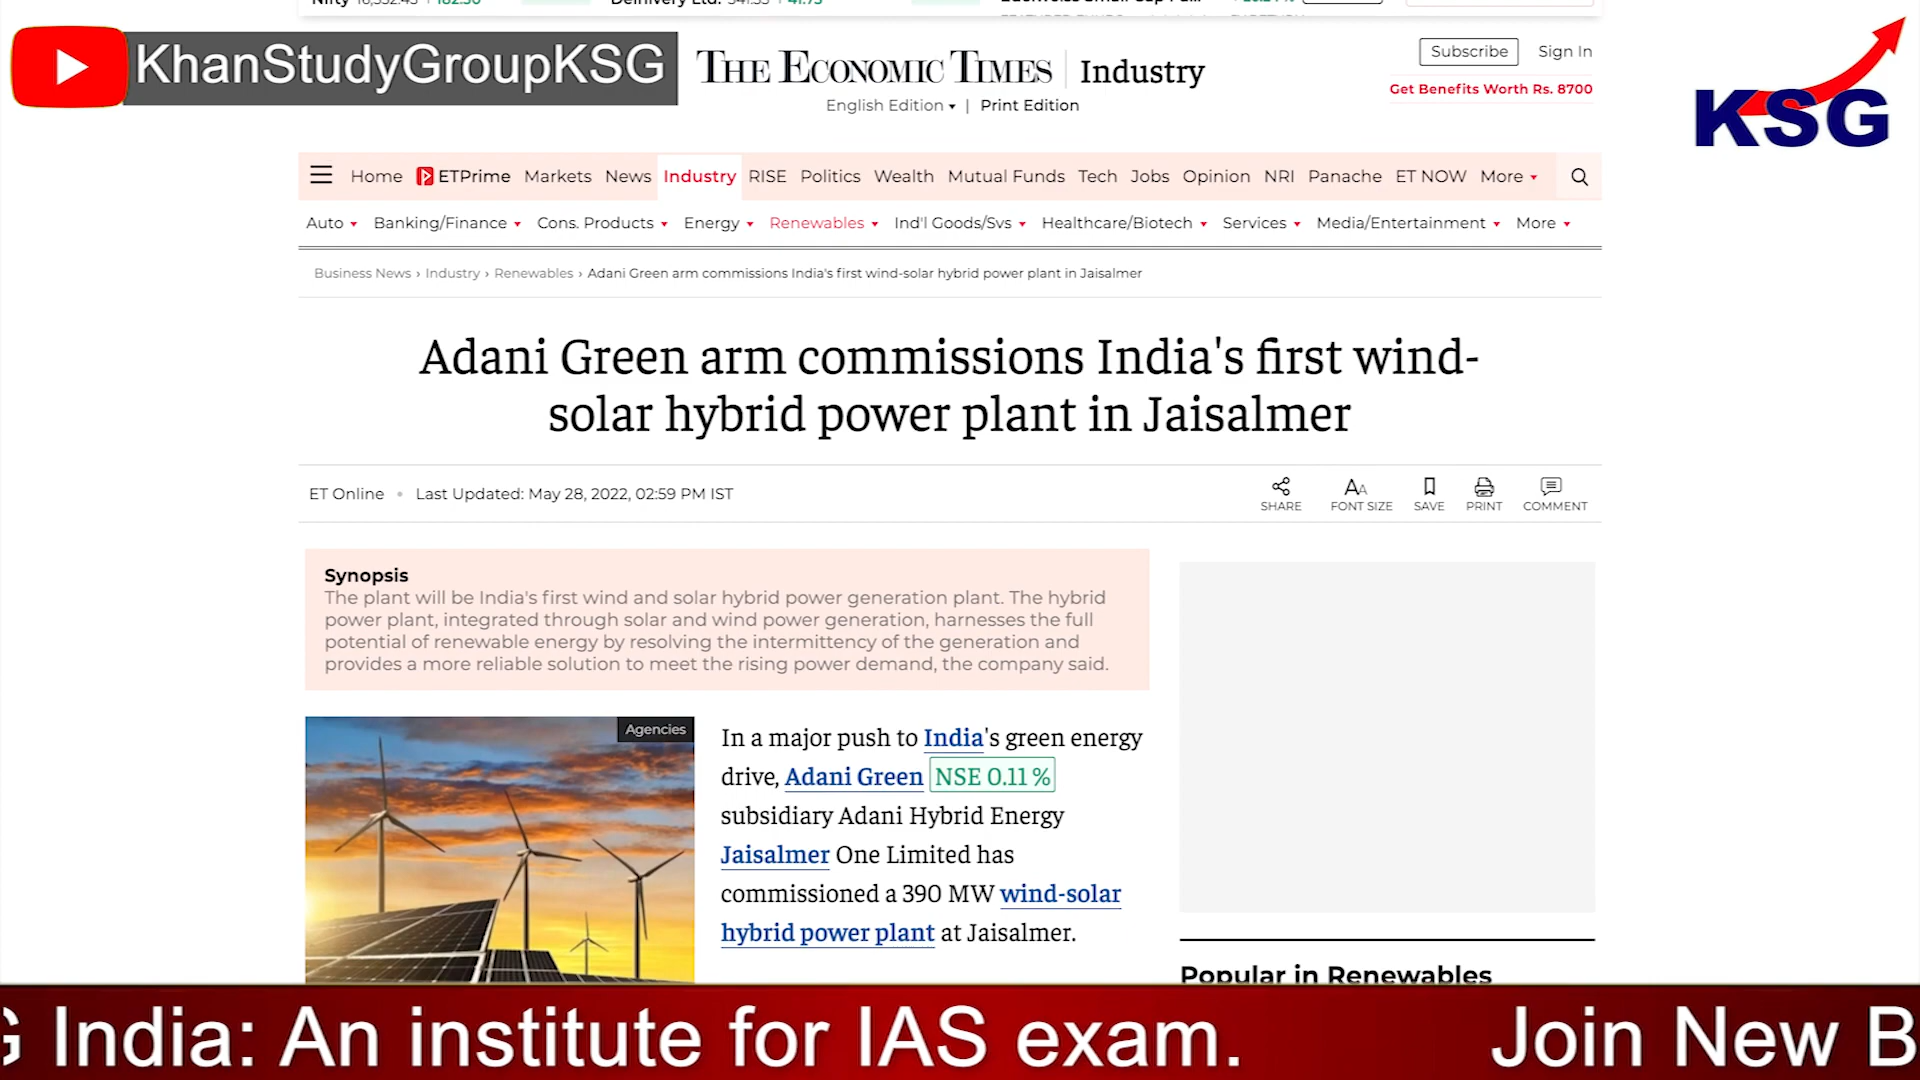 KhanStudyGroupKSG
THE ECONOMIC TIMES | Industry
English Edition | Print Edition
Subscribe Sign In
Get Benefits Worth Rs. 8700
KSG
Home ETPrime Markets News Industry RISE Politics Wealth Mutual Funds Tech Jobs Opinion NRI Panache ET NOW More
Auto Banking/Finance Cons. Products Energy Renewables Ind'l Goods/Svs Healthcare/Biotech Services Media/Entertainment More
Business News › Industry › Renewables › Adani Green arm commissions India's first wind-solar hybrid power plant in Jaisalmer
Adani Green arm commissions India's first wind-
solar hybrid power plant in Jaisalmer
ET Online • Last Updated: May 28, 2022, 02:59 PM IST
SHARE FONT SIZE SAVE PRINT COMMENT
Synopsis
The plant will be India's first wind and solar hybrid power generation plant. The hybrid
power plant, integrated through solar and wind power generation, harnesses the full
potential of renewable energy by resolving the intermittency of the generation and
provides a more reliable solution to meet the rising power demand, the company said.
Agencies
In a major push to India's green energy
drive, Adani Green NSE 0.11 %
subsidiary Adani Hybrid Energy
Jaisalmer One Limited has
commissioned a 390 MW wind-solar
hybrid power plant at Jaisalmer.
Popular in Renewables
G India: An institute for IAS exam. Join New B